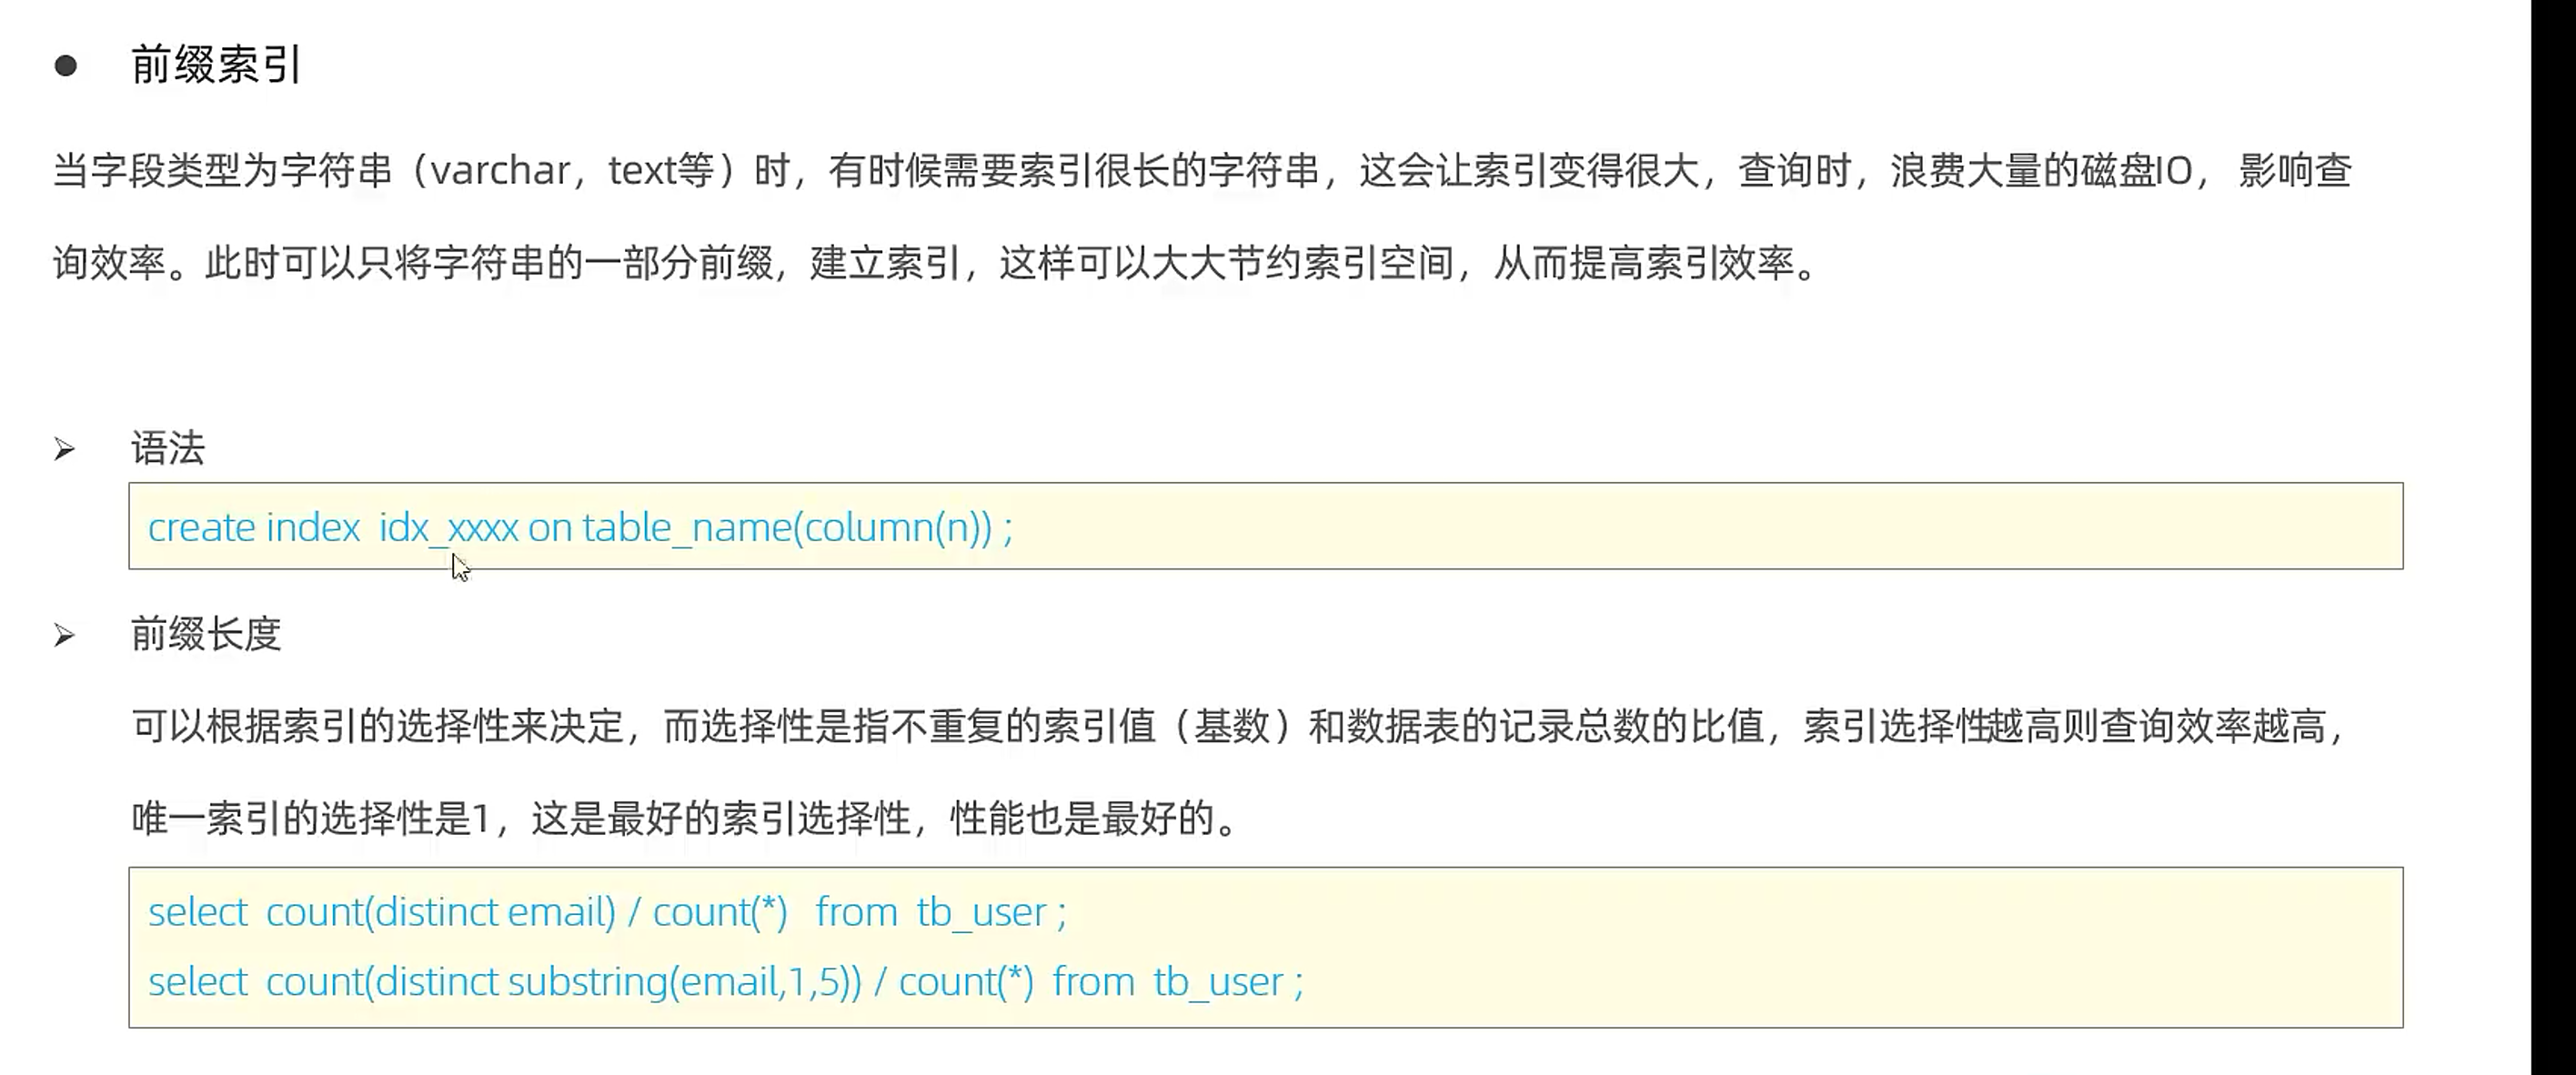 前缀索引
当字段类型为字符串（varchar，text等）时，有时候需要索引很长的字符串，这会让索引变得很大，查询时，浪费大量的磁盘IO， 影响查
询效率。此时可以只将字符串的一部分前缀，建立索引，这样可以大大节约索引空间，从而提高索引效率。
语法
create index  idx_xxxx on table_name(column(n)) ;
前缀长度
可以根据索引的选择性来决定，而选择性是指不重复的索引值（基数）和数据表的记录总数的比值，索引选择性越高则查询效率越高，
唯一索引的选择性是1，这是最好的索引选择性，性能也是最好的。
select  count(distinct email) / count(*)   from  tb_user ;
select  count(distinct substring(email,1,5)) / count(*)  from  tb_user ;